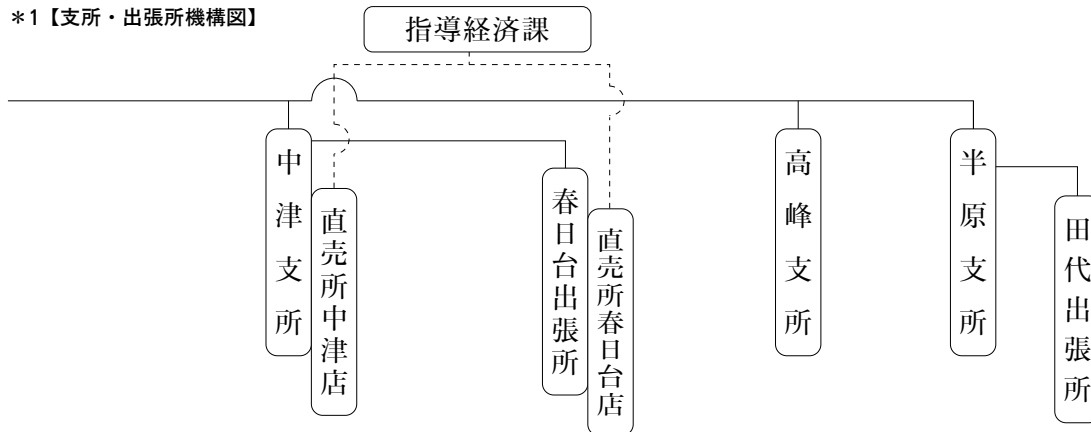 *1【支所・出張所機構図】
指導経済課
中津支所
直売所中津店
春日台出張所
直売所春日台店
高峰支所
半原支所
田代出張所